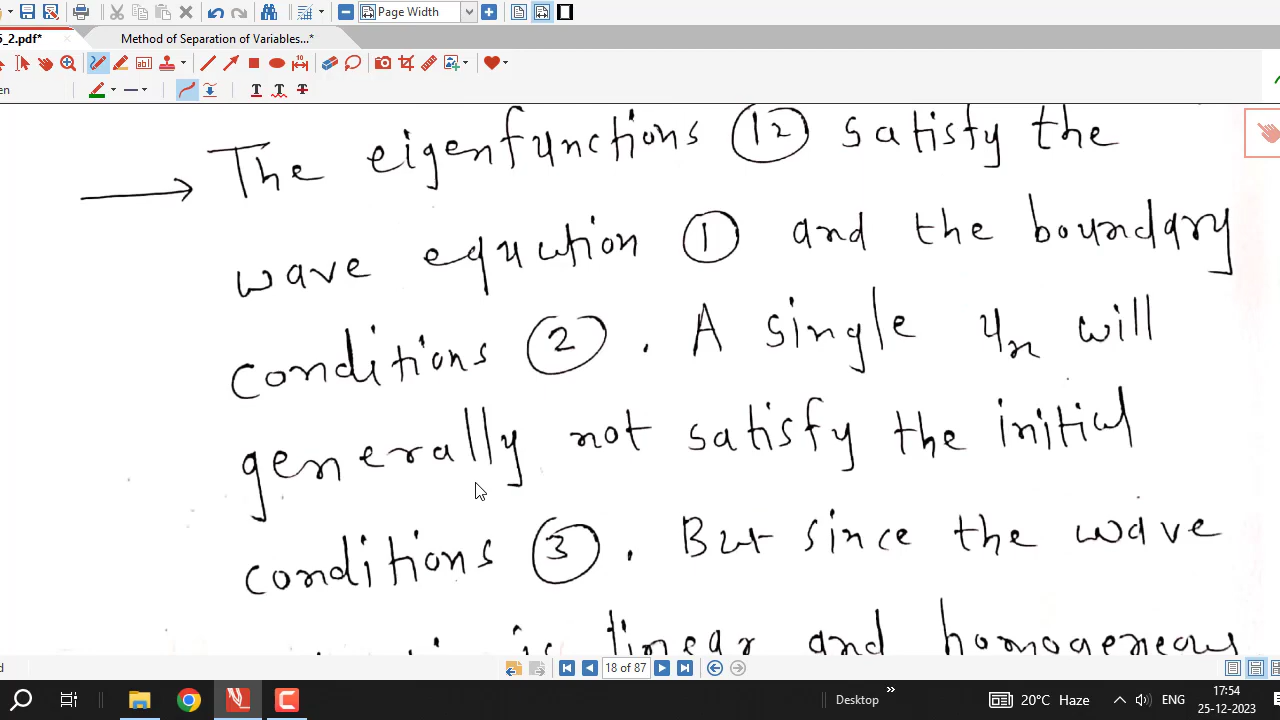 Page Width
5_2.pdf*
Method of Separation of Variables...*
The eigenfunctions ⑫ satisfy the
wave equation ① and the boundary
conditions ②. A single un will
generally not satisfy the initial
conditions ③. But since the wave
is linear and homogeneous
18 of 87
Desktop
20°C Haze
ENG
17:54
25-12-2023